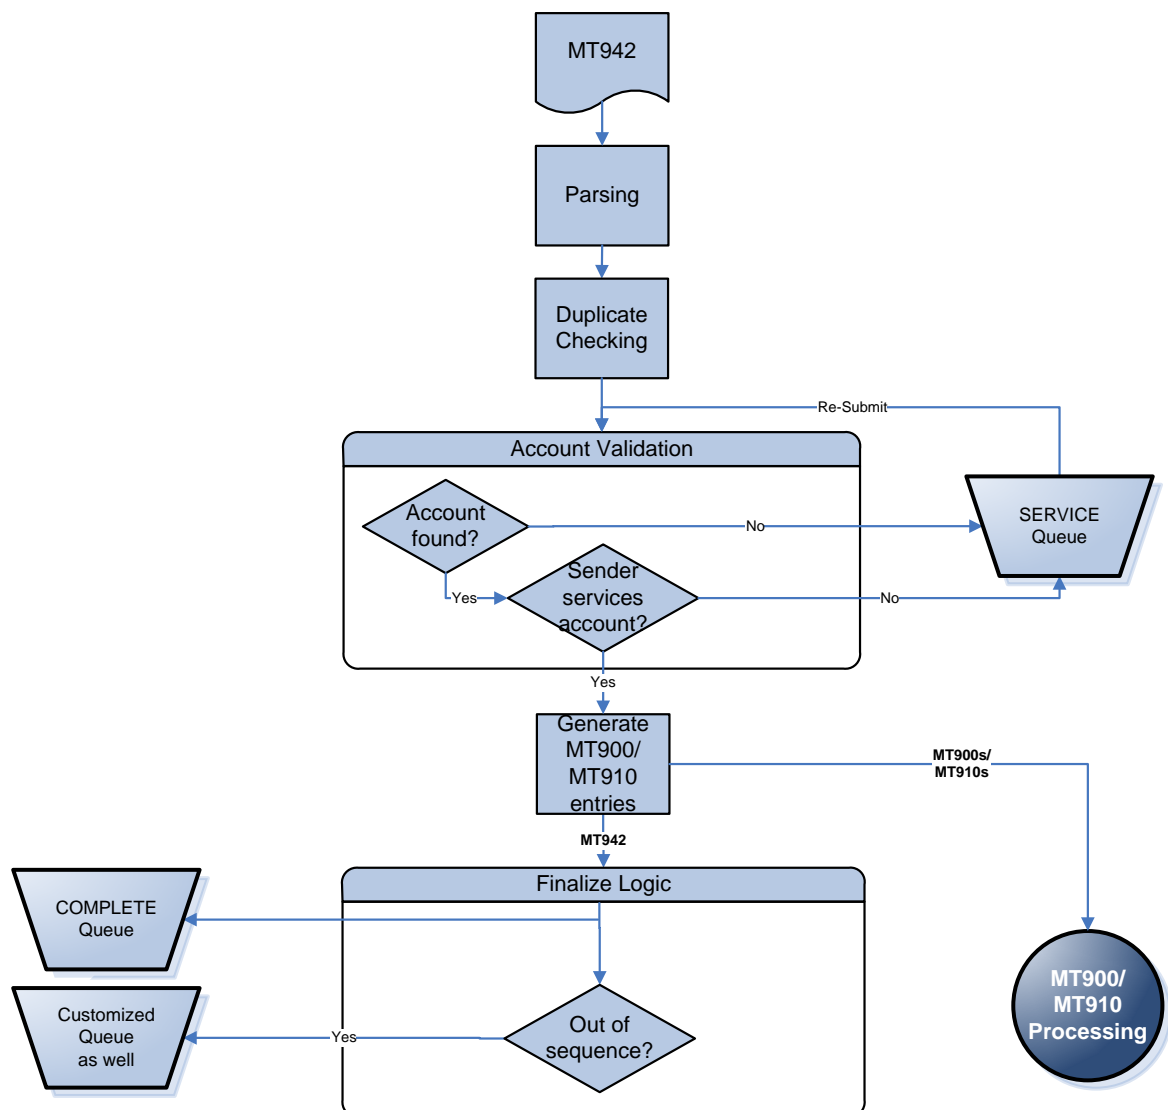 MT942
Parsing
Duplicate
Checking
Re-Submit
Account Validation
Account
found?
No
SERVICE
Queue
Yes
Sender
services
account?
No
Yes
Generate
MT900/
MT910
entries
MT900s/
MT910s
MT942
Finalize Logic
COMPLETE
Queue
Customized
Queue
as well
Yes
Out of
sequence?
MT900/
MT910
Processing